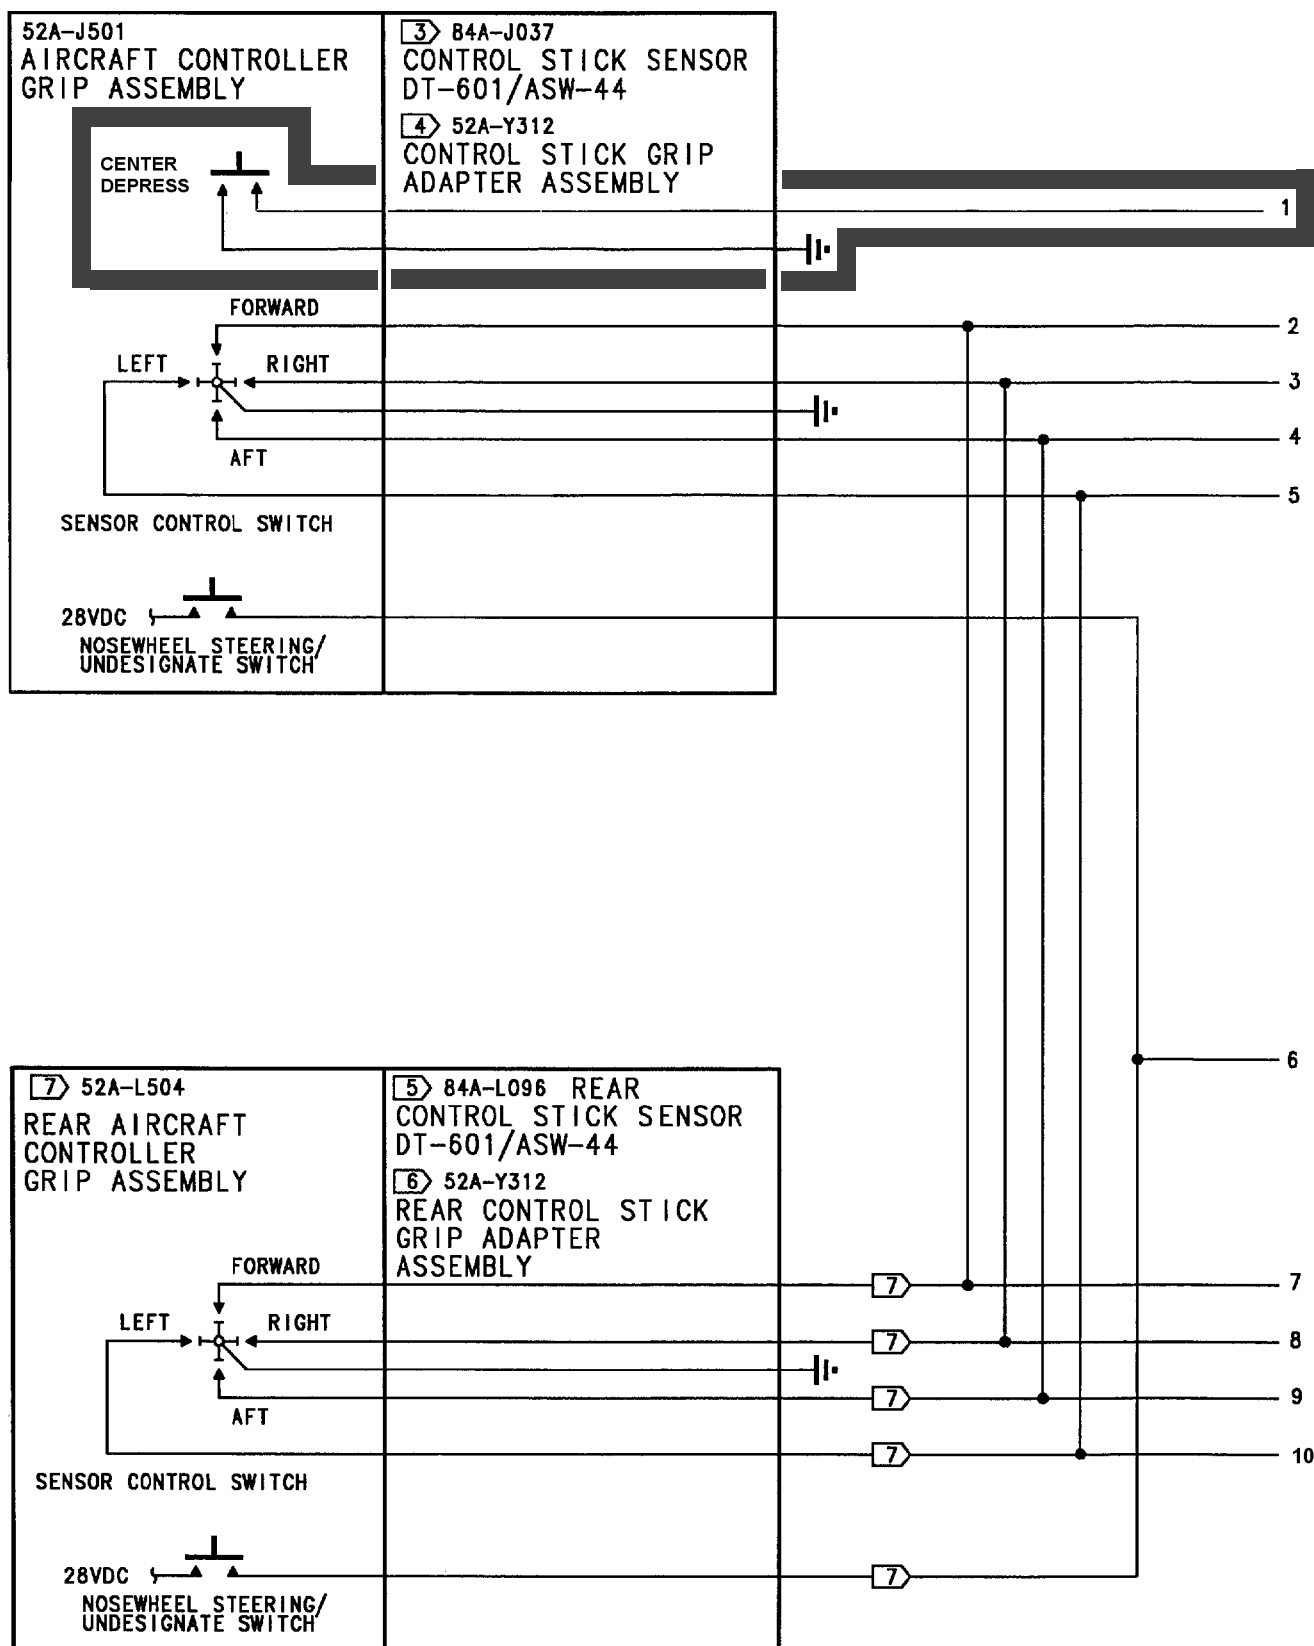 52A-J501
AIRCRAFT CONTROLLER
GRIP ASSEMBLY
3 84A-J037
CONTROL STICK SENSOR
DT-601/ASW-44
4 52A-Y312
CONTROL STICK GRIP
ADAPTER ASSEMBLY
CENTER
DEPRESS
1
FORWARD
2
LEFT
RIGHT
3
4
AFT
5
SENSOR CONTROL SWITCH
28VDC
NOSEWHEEL STEERING/
UNDESIGNATE SWITCH
6
7 52A-L504
REAR AIRCRAFT
CONTROLLER
GRIP ASSEMBLY
5 84A-L096 REAR
CONTROL STICK SENSOR
DT-601/ASW-44
6 52A-Y312
REAR CONTROL STICK
GRIP ADAPTER
ASSEMBLY
FORWARD
7
7
LEFT
RIGHT
7
8
7
9
AFT
7
10
SENSOR CONTROL SWITCH
28VDC
7
NOSEWHEEL STEERING/
UNDESIGNATE SWITCH